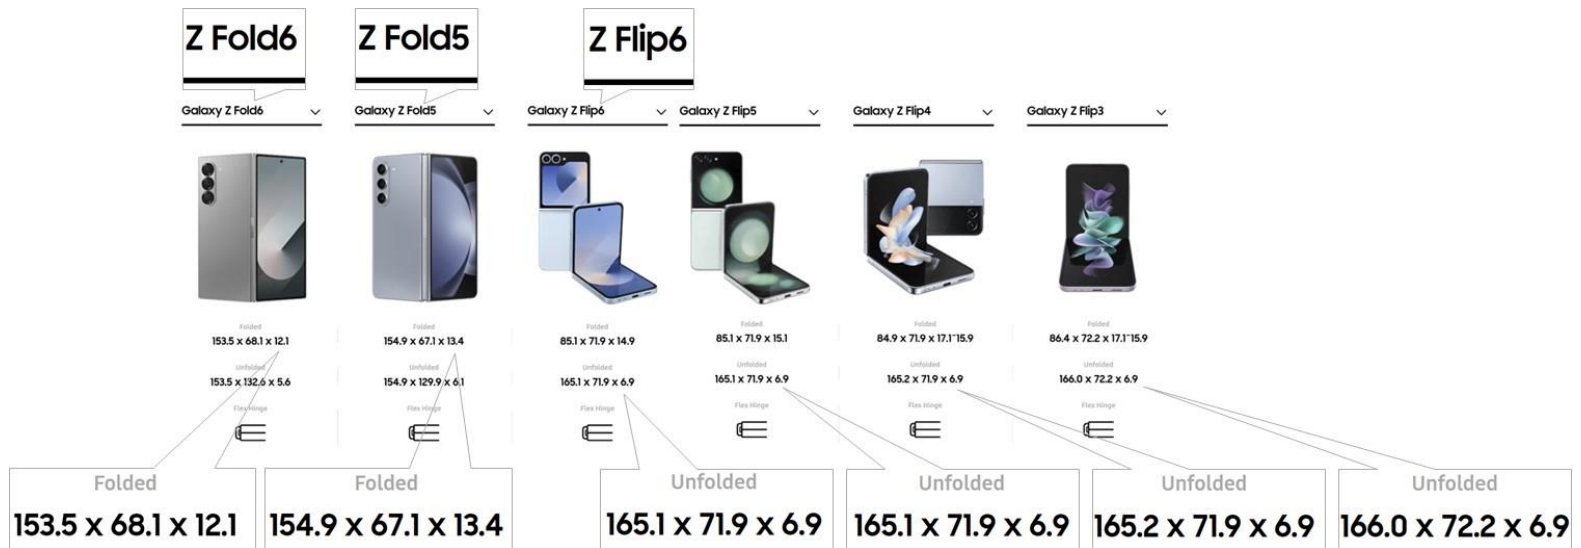 Z Fold6
Z Fold5
Z Flip6
Galaxy Z Fold6
Galaxy Z Fold5
Galaxy Z Flip6
Galaxy Z Flip5
Galaxy Z Flip4
Galaxy Z Flip3
Folded
153.5 x 68.1 x 12.1
Folded
154.9 x 67.1 x 13.4
Folded
85.1 x 71.9 x 14.9
Folded
85.1 x 71.9 x 15.1
Folded
84.9 x 71.9 x 17.1~15.9
Folded
86.4 x 72.2 x 17.1~15.9
Unfolded
153.5 x 132.6 x 5.6
Unfolded
154.9 x 129.9 x 6.1
Unfolded
165.1 x 71.9 x 6.9
Unfolded
165.1 x 71.9 x 6.9
Unfolded
165.2 x 71.9 x 6.9
Unfolded
166.0 x 72.2 x 6.9
Flex Hinge
Flex Hinge
Flex Hinge
Flex Hinge
Flex Hinge
Flex Hinge
Folded
153.5 x 68.1 x 12.1
Folded
154.9 x 67.1 x 13.4
Unfolded
165.1 x 71.9 x 6.9
Unfolded
165.1 x 71.9 x 6.9
Unfolded
165.2 x 71.9 x 6.9
Unfolded
166.0 x 72.2 x 6.9